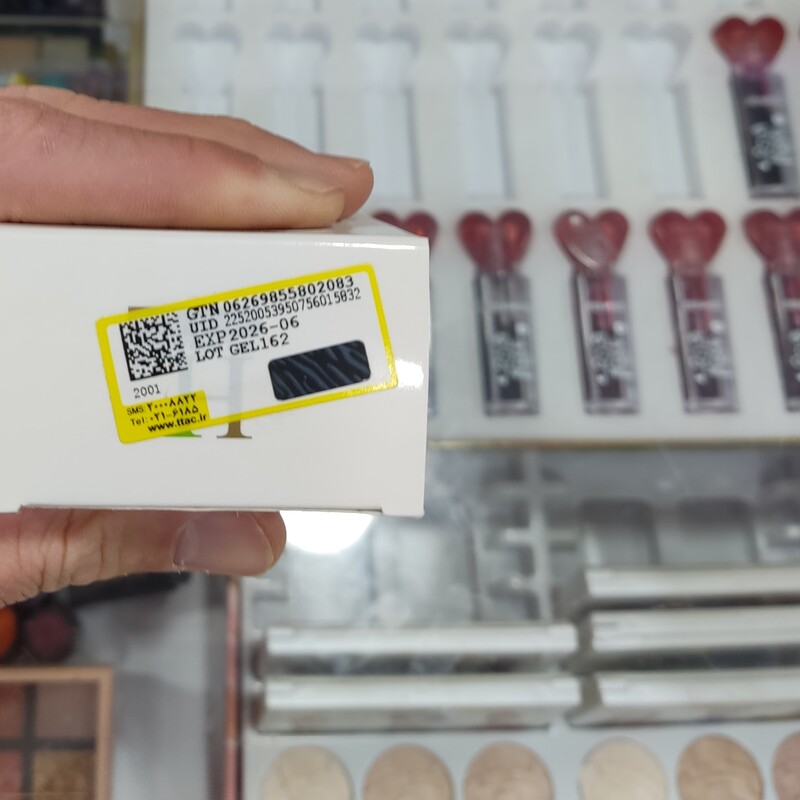 GTN 06269855802083
UID 22520053950756015832
EXP 2026-06
LOT GEL162
2001
SMS ۲۰۰۰۸۸۲۲
Tel: ۰۲۱-۶۱۸۵
www.ttac.ir